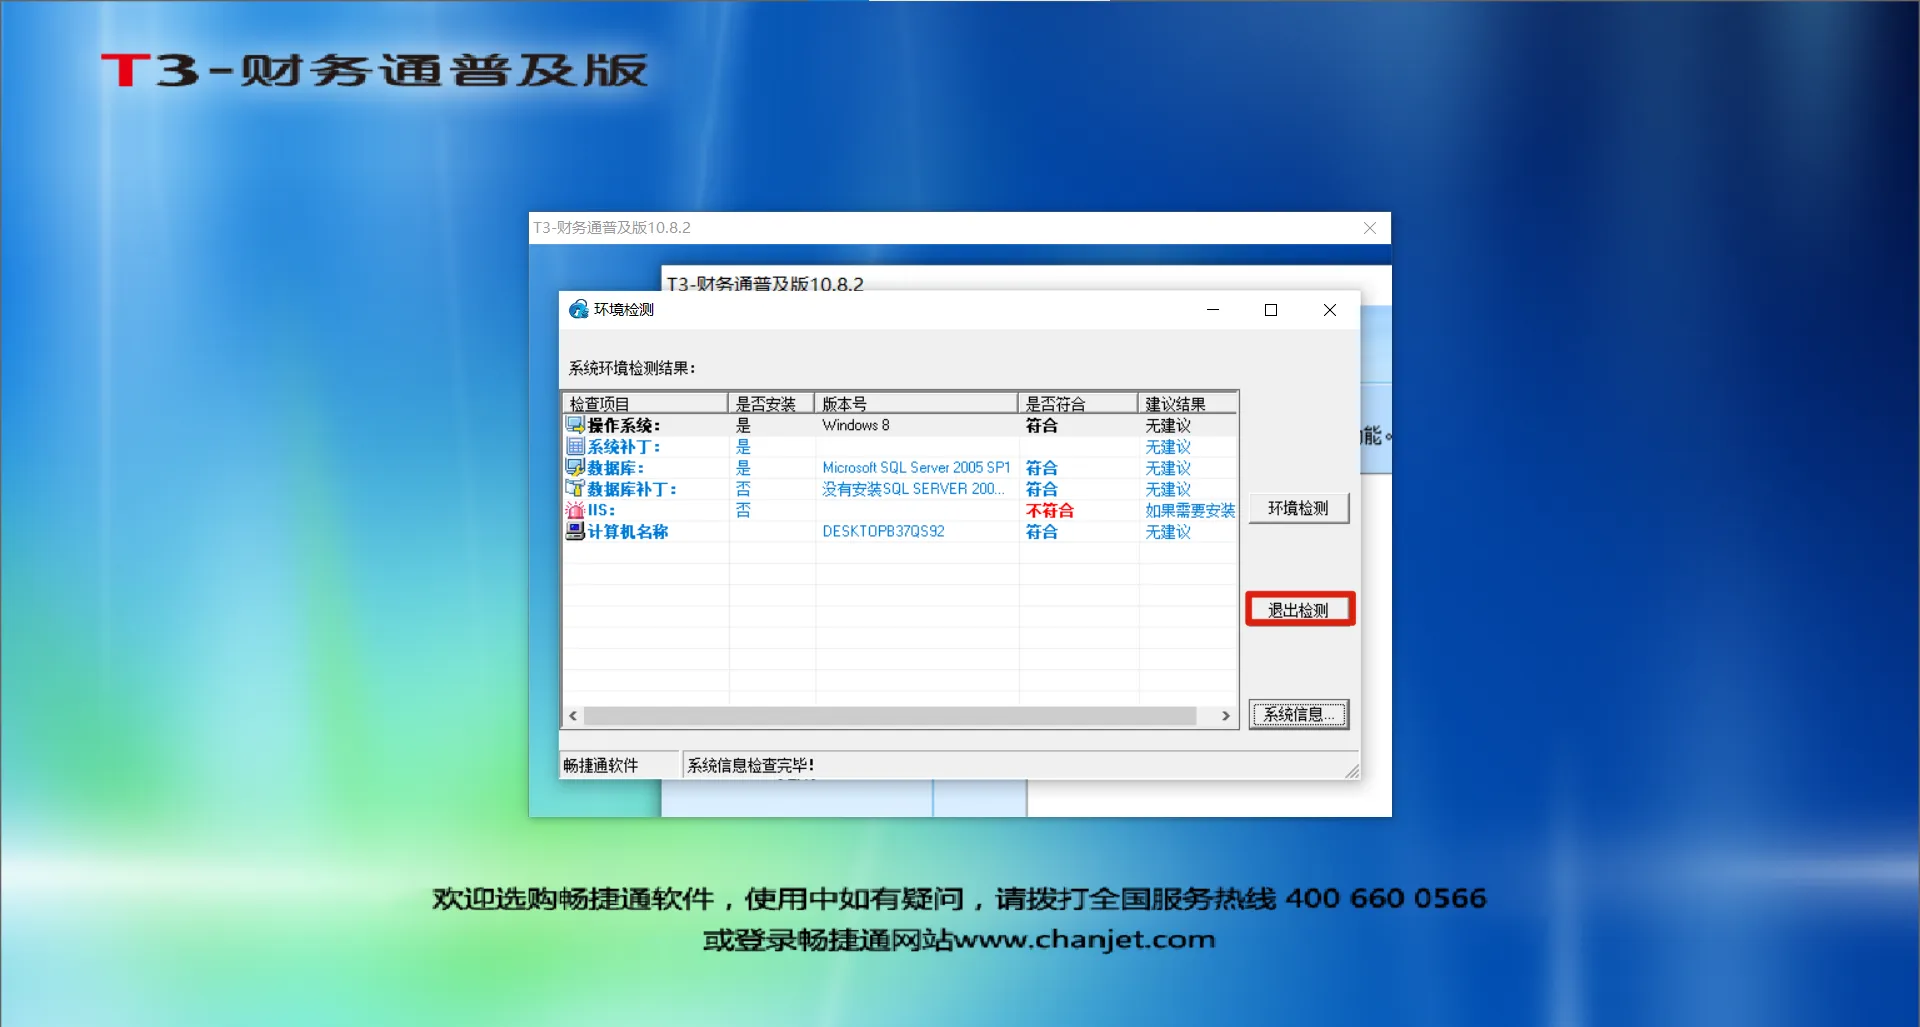 T3-财务通普及版
T3-财务通普及版10.8.2
T3-财务通普及版10.8.2
环境检测
系统环境检测结果：
检查项目 是否安装 版本号 是否符合 建议结果
操作系统： 是 Windows 8 符合 无建议
系统补丁： 是 无建议
数据库： 是 Microsoft SQL Server 2005 SP1 符合 无建议
数据库补丁： 否 没有安装SQL SERVER 200... 符合 无建议
IIS： 否 不符合 如果需要安装
计算机名称 DESKTOPB37QS92 符合 无建议
能。
环境检测
退出检测
系统信息...
畅捷通软件 系统信息检查完毕！
欢迎选购畅捷通软件，使用中如有疑问，请拨打全国服务热线 400 660 0566
或登录畅捷通网站www.chanjet.com